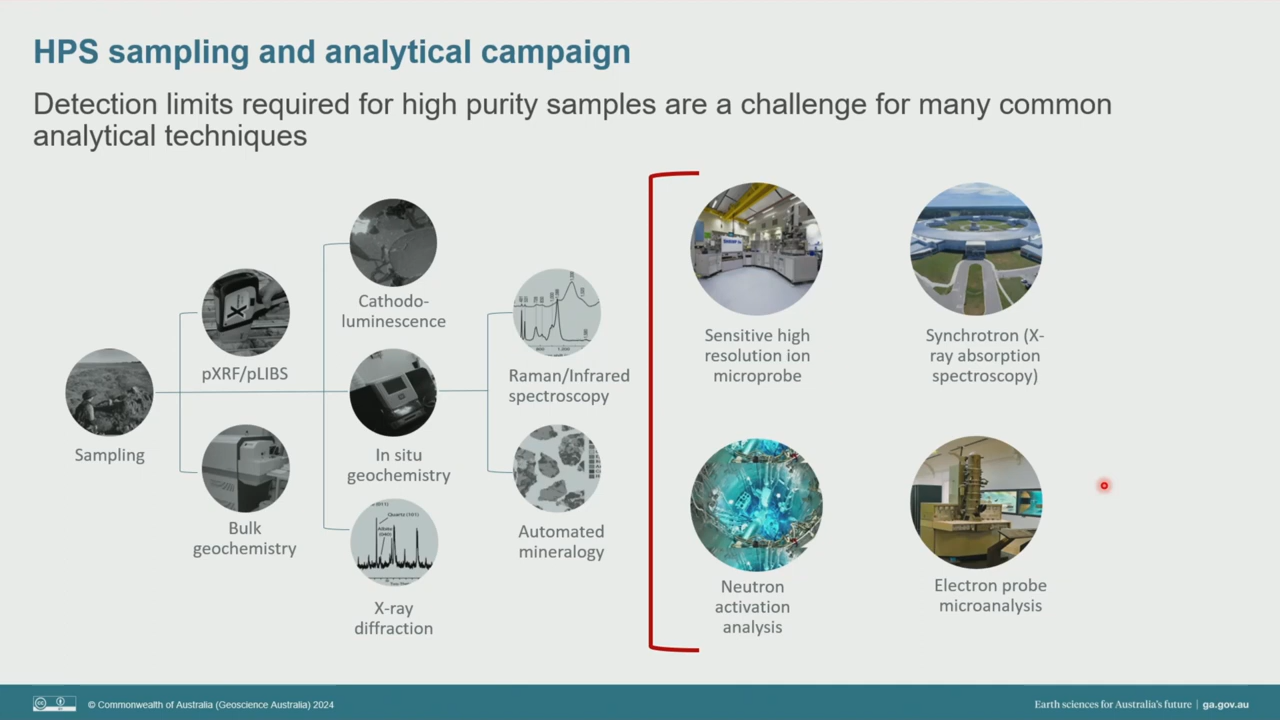 HPS sampling and analytical campaign
Detection limits required for high purity samples are a challenge for many common
analytical techniques
Sampling
pXRF/pLIBS
Bulk
geochemistry
Cathodo-
luminescence
In situ
geochemistry
Quartz (101)
X-ray
diffraction
Raman/Infrared
spectroscopy
Automated
mineralogy
Sensitive high
resolution ion
microprobe
Synchrotron (X-
ray absorption
spectroscopy)
Neutron
activation
analysis
Electron probe
microanalysis
© Commonwealth of Australia (Geoscience Australia) 2024
Earth sciences for Australia's future | ga.gov.au